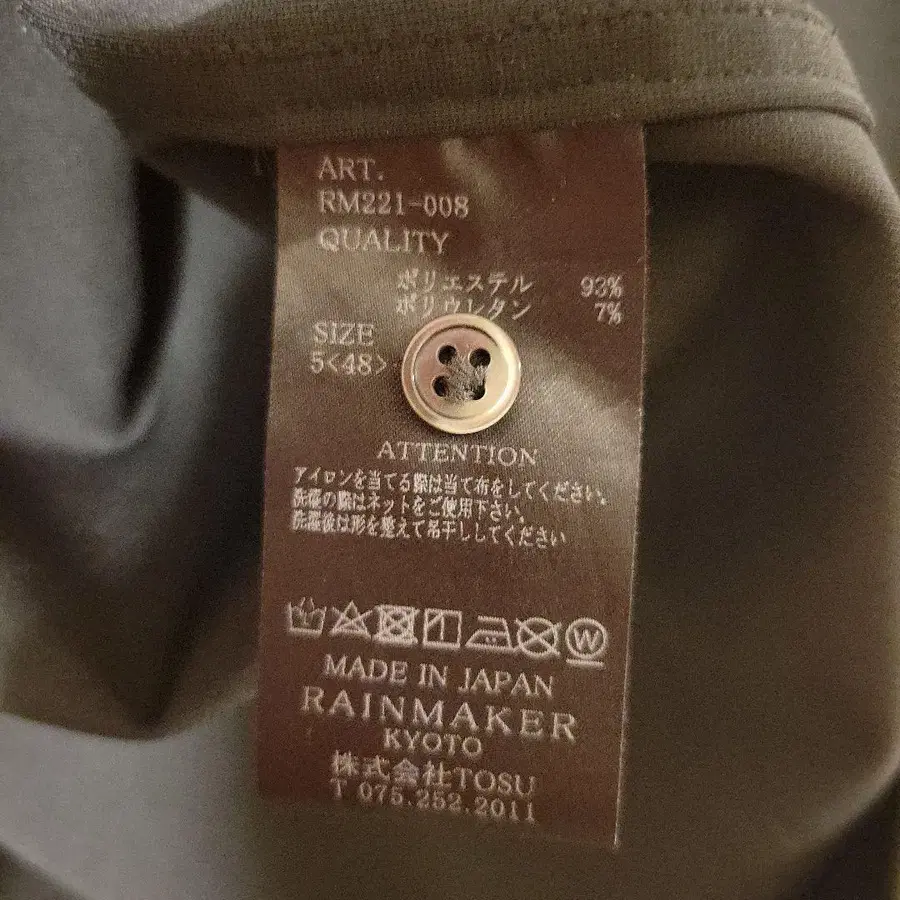 ART.
RM221-008
QUALITY
ポリエステル 93%
ポリウレタン 7%
SIZE
5<48>
ATTENTION
アイロンを当てる際は当て布をしてください。
洗濯の際はネットをご使用下さい。
洗濯後は形を整えて吊干ししてください
W
MADE IN JAPAN
RAINMAKER
KYOTO
株式会社TOSU
T 075.252.2011